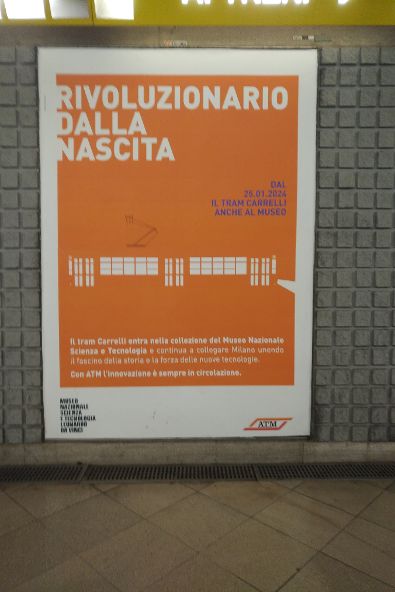 RIVOLUZIONARIO
DALLA
NASCITA
DAL
25.01.2024
IL TRAM CARRELLI
ANCHE AL MUSEO
Il tram Carrelli entra nella collezione del Museo Nazionale
Scienza e Tecnologia e continua a collegare Milano unendo
il fascino della storia e la forza delle nuove tecnologie.
Con ATM l'innovazione è sempre in circolazione.
MUSEO
NAZIONALE
SCIENZA
E TECNOLOGIA
LEONARDO
DA VINCI
ATM